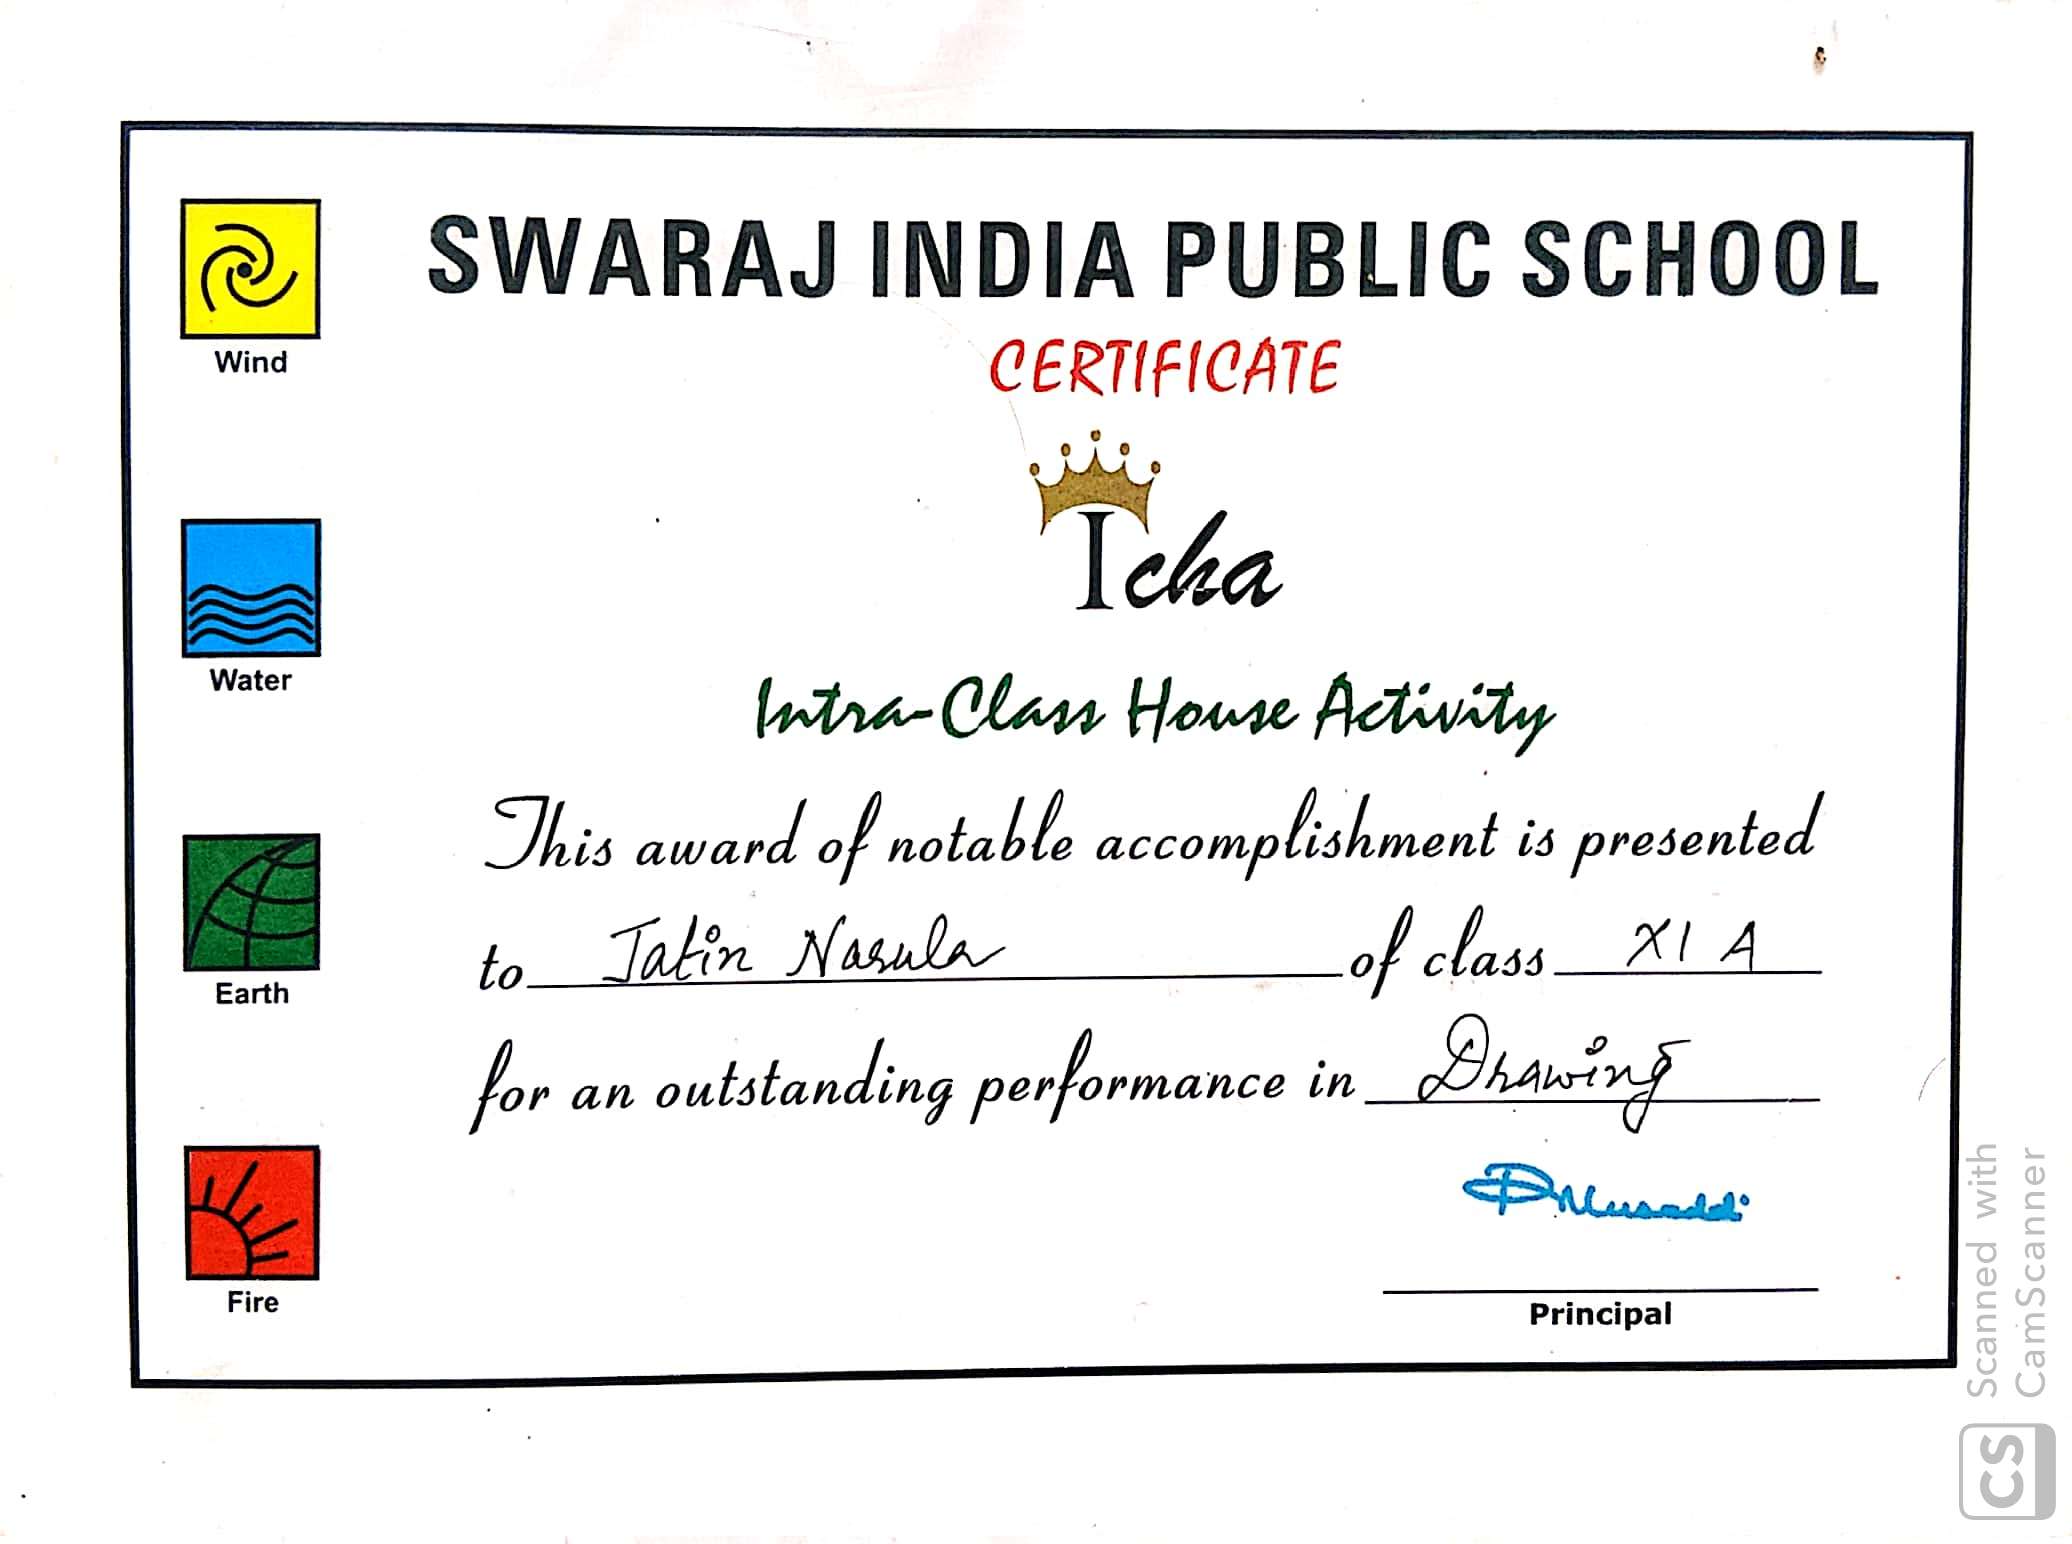 SWARAJ INDIA PUBLIC SCHOOL
CERTIFICATE
Icha
Intra-Class House Activity
This award of notable accomplishment is presented
to Jatin Narula of class XI A
for an outstanding performance in Drawing
Principal
Wind
Water
Earth
Fire
Scanned with
CamScanner
CS